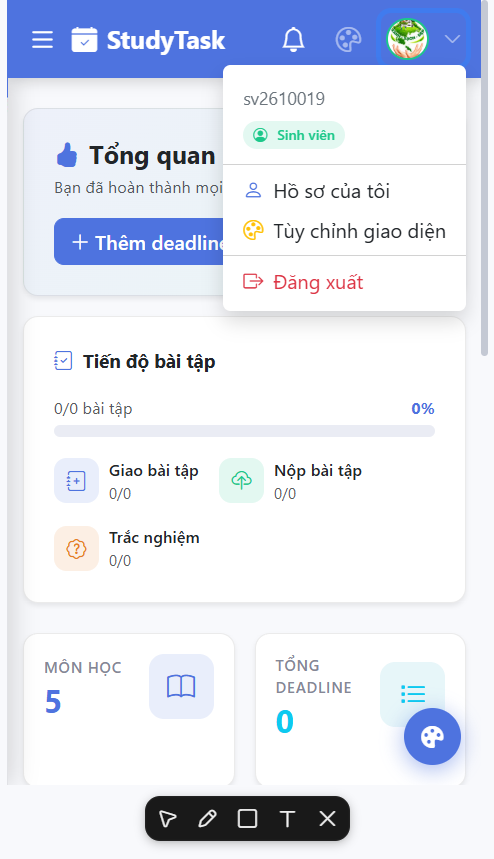 StudyTask
sv2610019
Sinh viên
Hồ sơ của tôi
Tùy chỉnh giao diện
Đăng xuất
Tổng quan
Bạn đã hoàn thành mọi
Thêm deadline
Tiến độ bài tập
0/0 bài tập
0%
Giao bài tập
0/0
Nộp bài tập
0/0
Trắc nghiệm
0/0
MÔN HỌC
5
TỔNG
DEADLINE
0